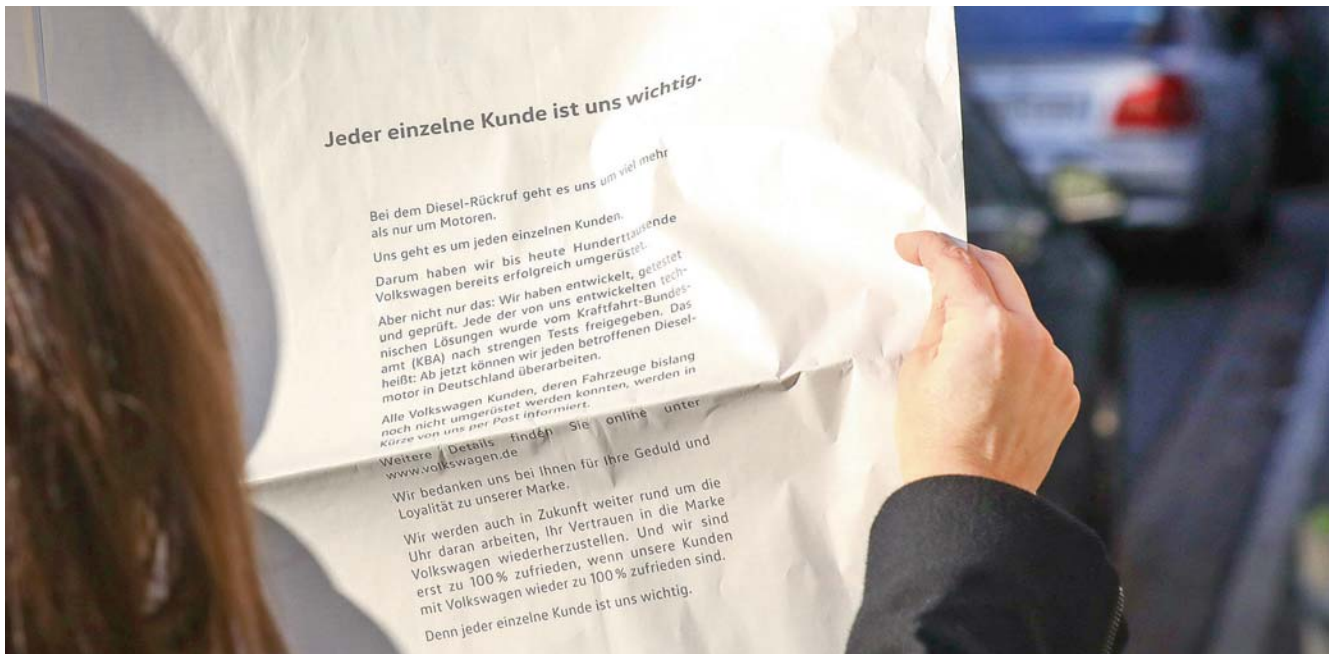 Jeder einzelne Kunde ist uns wichtig.
Bei dem Diesel-Rückruf geht es uns um viel mehr
als nur um Motoren.
Uns geht es um jeden einzelnen Kunden.
Darum haben wir bis heute Hunderttausende
Volkswagen bereits erfolgreich umgerüstet.
Aber nicht nur das: Wir haben entwickelt, getestet
und geprüft. Jede der von uns entwickelten tech-
nischen Lösungen wurde vom Kraftfahrt-Bundes-
amt (KBA) nach strengen Tests freigegeben. Das
heißt: Ab jetzt können wir jeden betroffenen Diesel-
motor in Deutschland überarbeiten.
Alle Volkswagen Kunden, deren Fahrzeuge bislang
noch nicht umgerüstet werden konnten, werden in
Kürze von uns per Post informiert.
Weitere Details finden Sie online unter
www.volkswagen.de
Wir bedanken uns bei Ihnen für Ihre Geduld und
Loyalität zu unserer Marke.
Wir werden auch in Zukunft weiter rund um die
Uhr daran arbeiten, Ihr Vertrauen in die Marke
Volkswagen wiederherzustellen. Und wir sind
erst zu 100 % zufrieden, wenn unsere Kunden
mit Volkswagen wieder zu 100 % zufrieden sind.
Denn jeder einzelne Kunde ist uns wichtig.